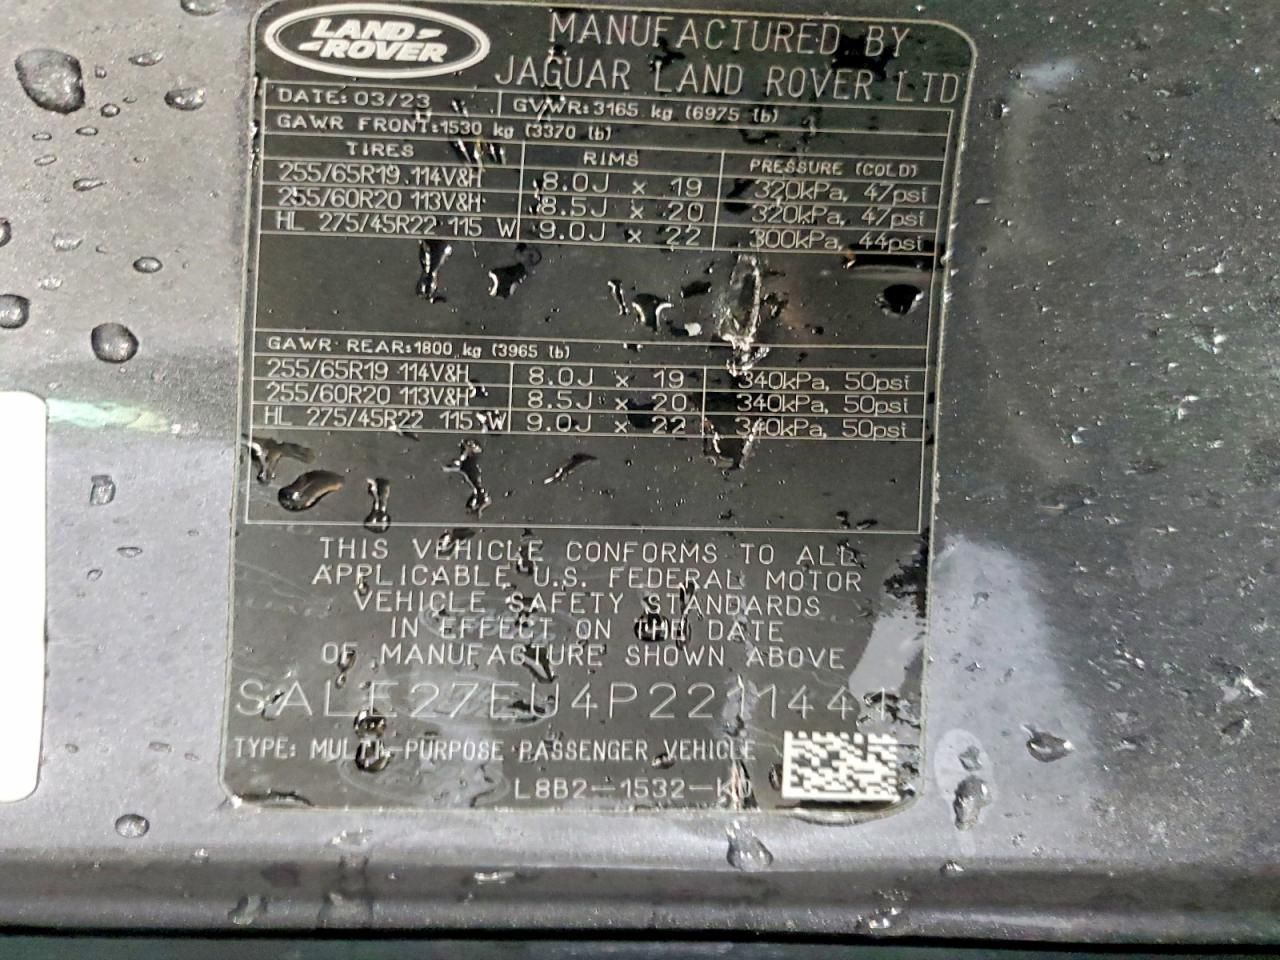 LAND ROVER
MANUFACTURED BY
JAGUAR LAND ROVER LTD
DATE: 03/23 GVWR: 3165 kg (6975 lb)
GAWR FRONT: 1530 kg (3370 lb)
TIRES RIMS PRESSURE (COLD)
255/65R19 114V&H 8.0J x 19 320kPa, 47psi
255/60R20 113V&H 8.5J x 20 320kPa, 47psi
HL 275/45R22 115 W 9.0J x 22 300kPa, 44psi
GAWR REAR: 1800 kg (3965 lb)
255/65R19 114V&H 8.0J x 19 340kPa, 50psi
255/60R20 113V&H 8.5J x 20 340kPa, 50psi
HL 275/45R22 115 W 9.0J x 22 340kPa, 50psi
THIS VEHICLE CONFORMS TO ALL
APPLICABLE U.S. FEDERAL MOTOR
VEHICLE SAFETY STANDARDS
IN EFFECT ON THE DATE
OF MANUFACTURE SHOWN ABOVE
TYPE: MULTI-PURPOSE PASSENGER VEHICLE